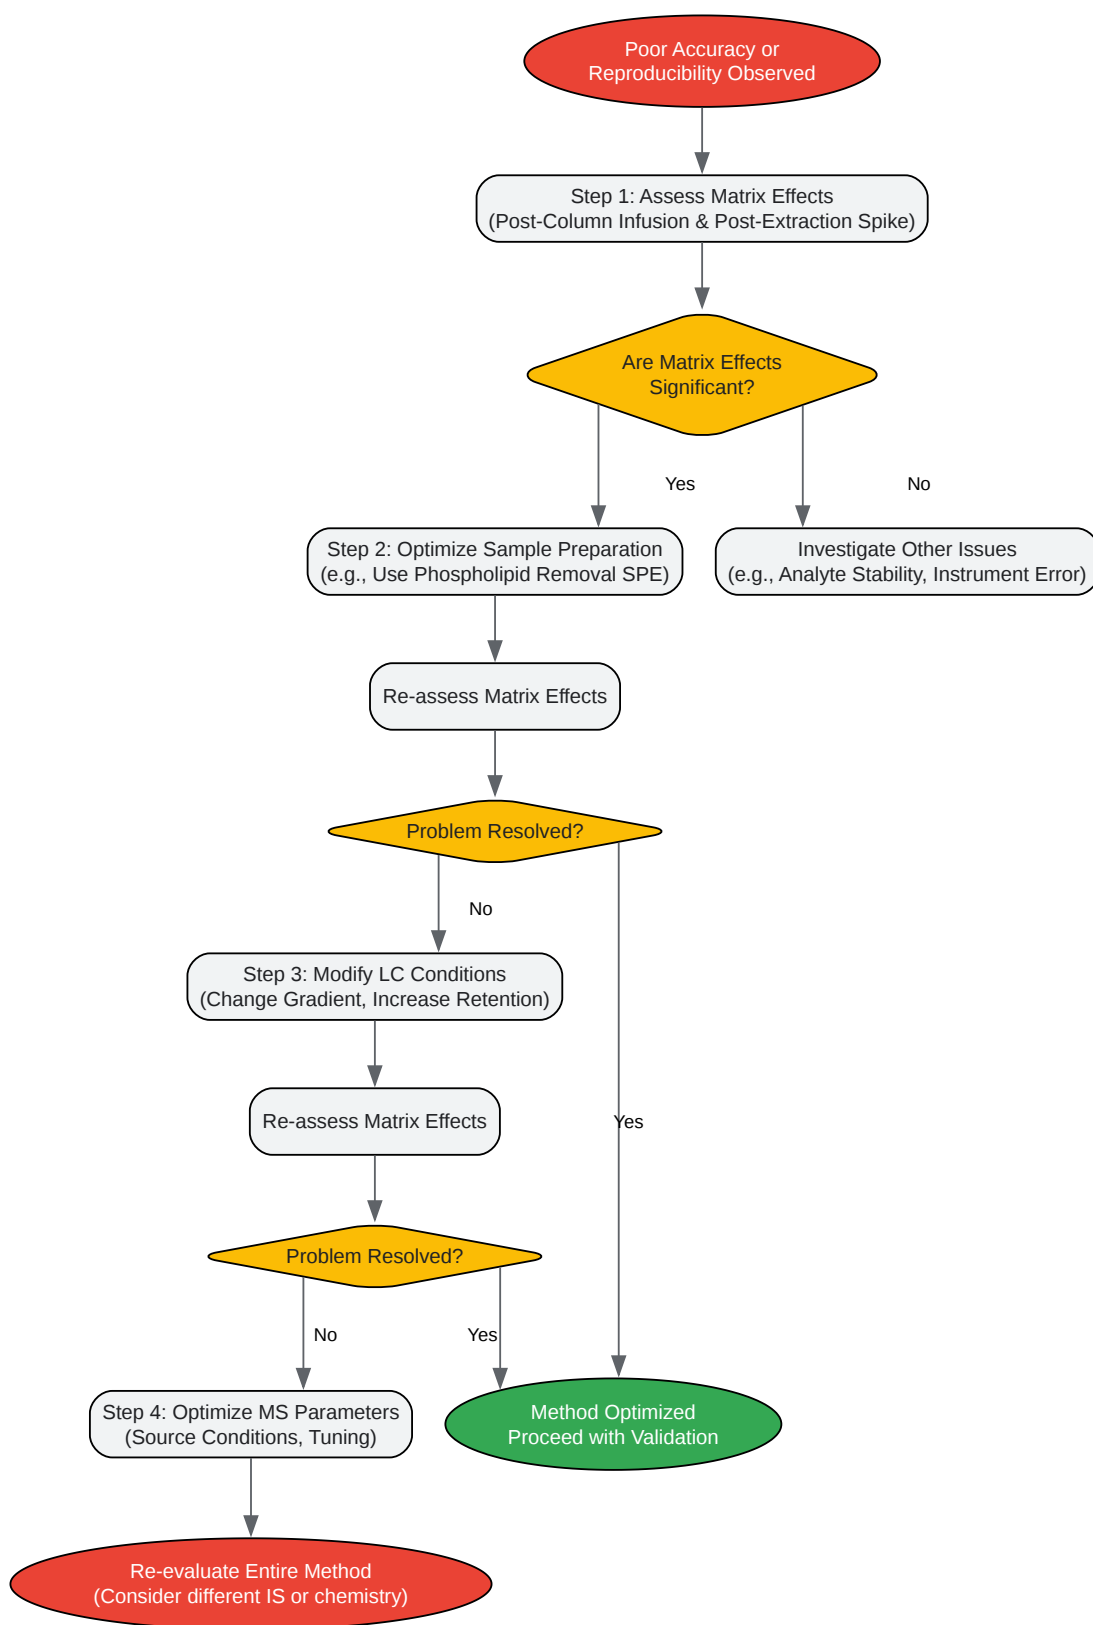 Poor Accuracy or
Reproducibility Observed
Step 1: Assess Matrix Effects
(Post-Column Infusion & Post-Extraction Spike)
Are Matrix Effects
Significant?
Yes
No
Step 2: Optimize Sample Preparation
(e.g., Use Phospholipid Removal SPE)
Investigate Other Issues
(e.g., Analyte Stability, Instrument Error)
Re-assess Matrix Effects
Problem Resolved?
No
Step 3: Modify LC Conditions
(Change Gradient, Increase Retention)
Re-assess Matrix Effects
Yes
Problem Resolved?
No
Yes
Step 4: Optimize MS Parameters
(Source Conditions, Tuning)
Method Optimized
Proceed with Validation
Re-evaluate Entire Method
(Consider different IS or chemistry)